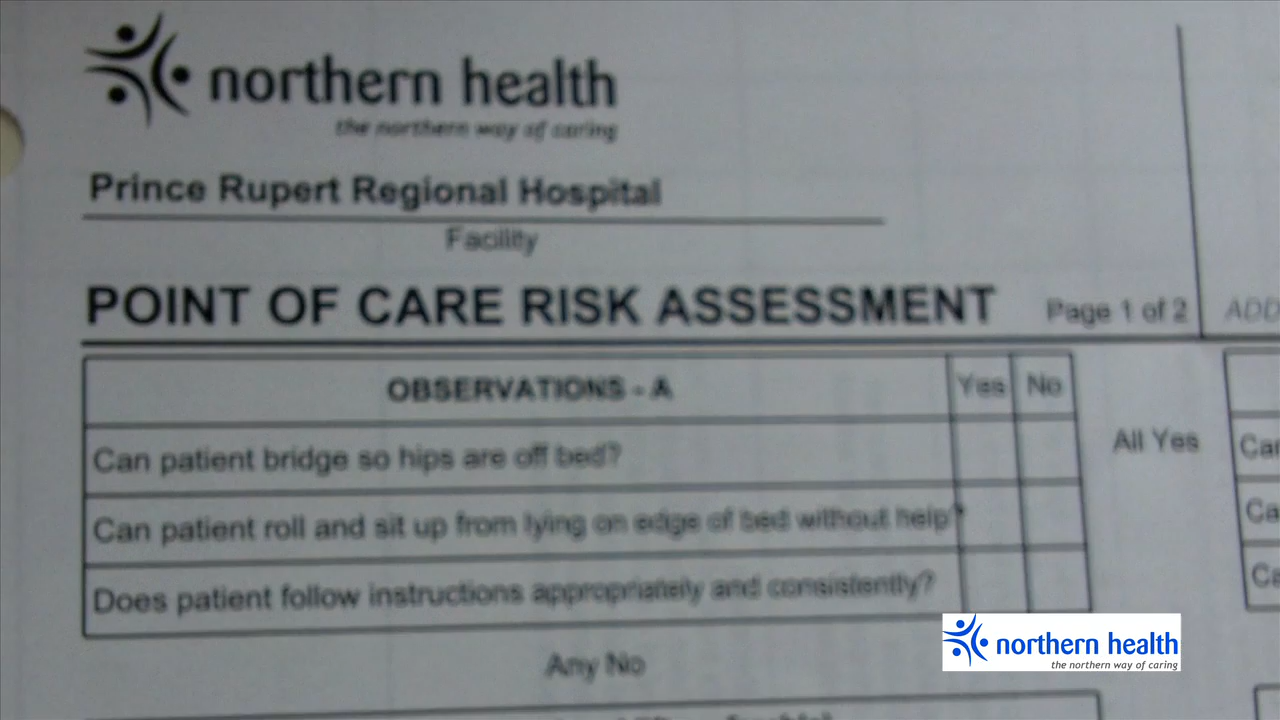 northern health
the northern way of caring
Prince Rupert Regional Hospital
Facility
POINT OF CARE RISK ASSESSMENT Page 1 of 2 ADD
OBSERVATIONS - A Yes No
Can patient bridge so hips are off bed?
All Yes
Can patient roll and sit up from lying on edge of bed without help?
Does patient follow instructions appropriately and consistently?
Any No
northern health
the northern way of caring